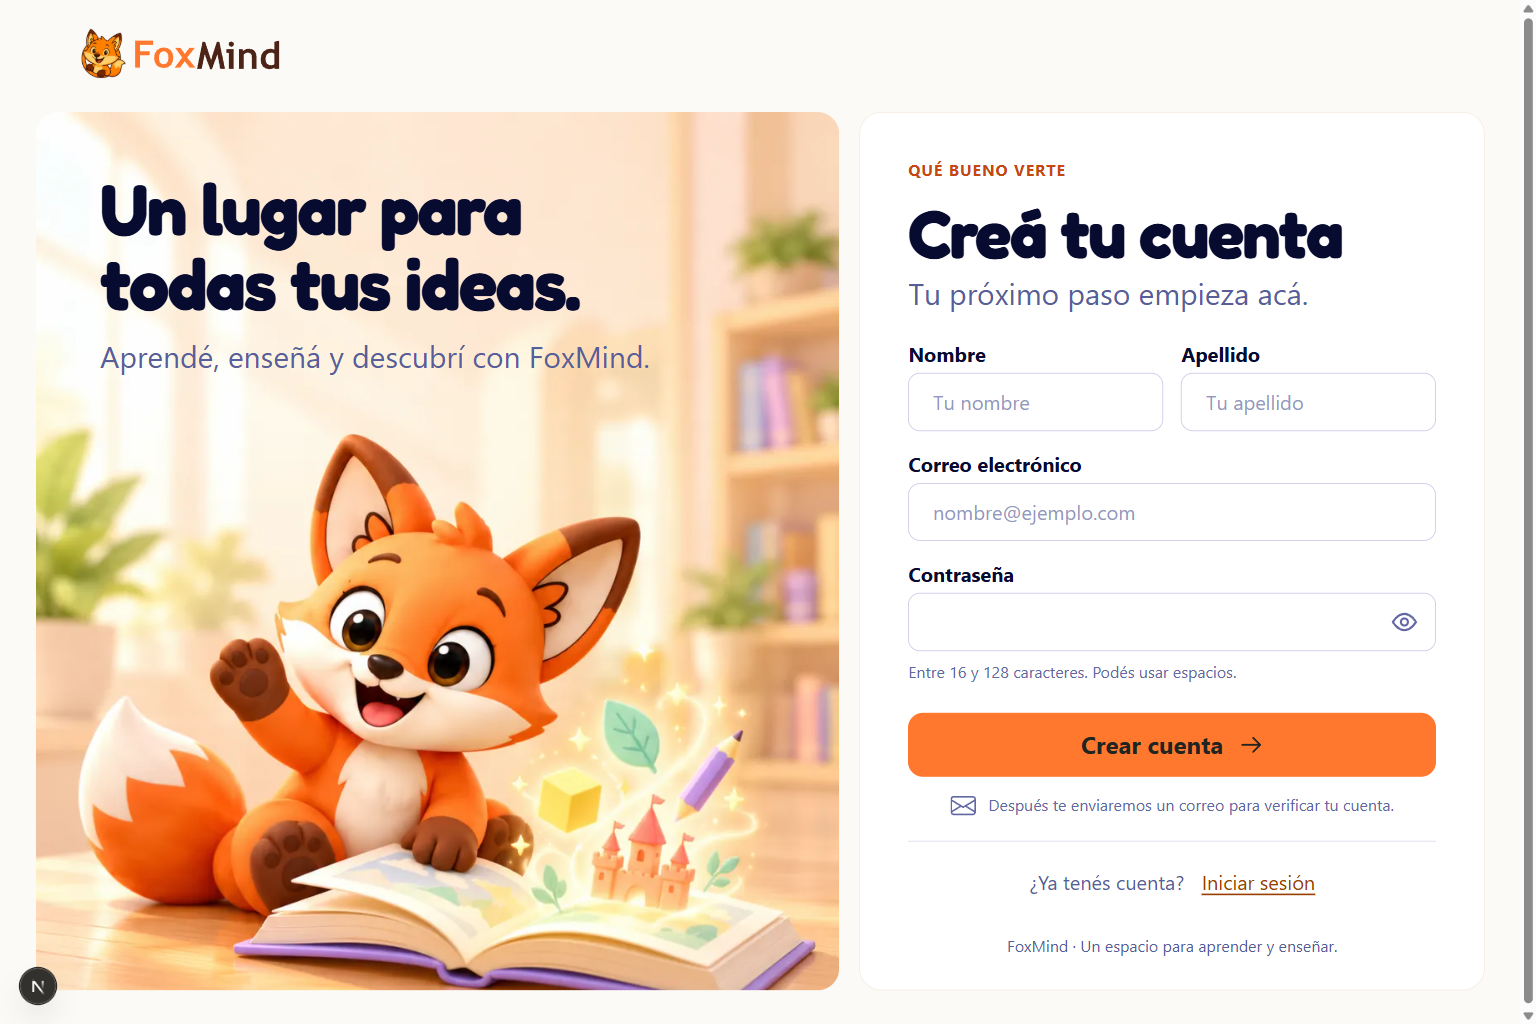 FoxMind
Un lugar para
todas tus ideas.
Aprendé, enseñá y descubrí con FoxMind.
QUÉ BUENO VERTE
Creá tu cuenta
Tu próximo paso empieza acá.
Nombre
Apellido
Tu nombre
Tu apellido
Correo electrónico
nombre@ejemplo.com
Contraseña
Entre 16 y 128 caracteres. Podés usar espacios.
Crear cuenta →
Después te enviaremos un correo para verificar tu cuenta.
¿Ya tenés cuenta? Iniciar sesión
FoxMind · Un espacio para aprender y enseñar.
N